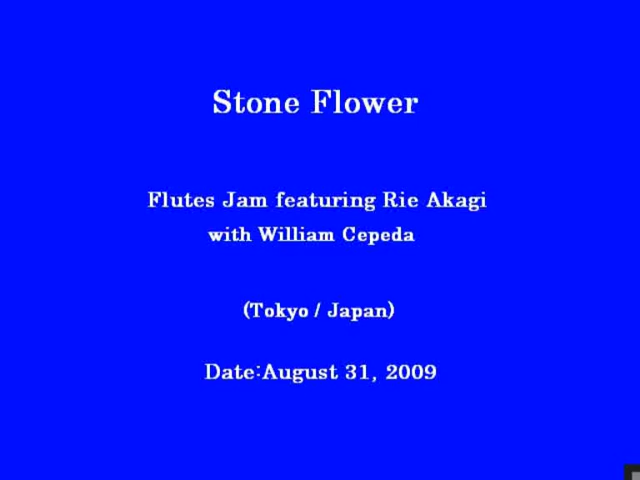 Stone Flower
Flutes Jam featuring Rie Akagi
with William Cepeda
(Tokyo / Japan)
Date:August 31, 2009